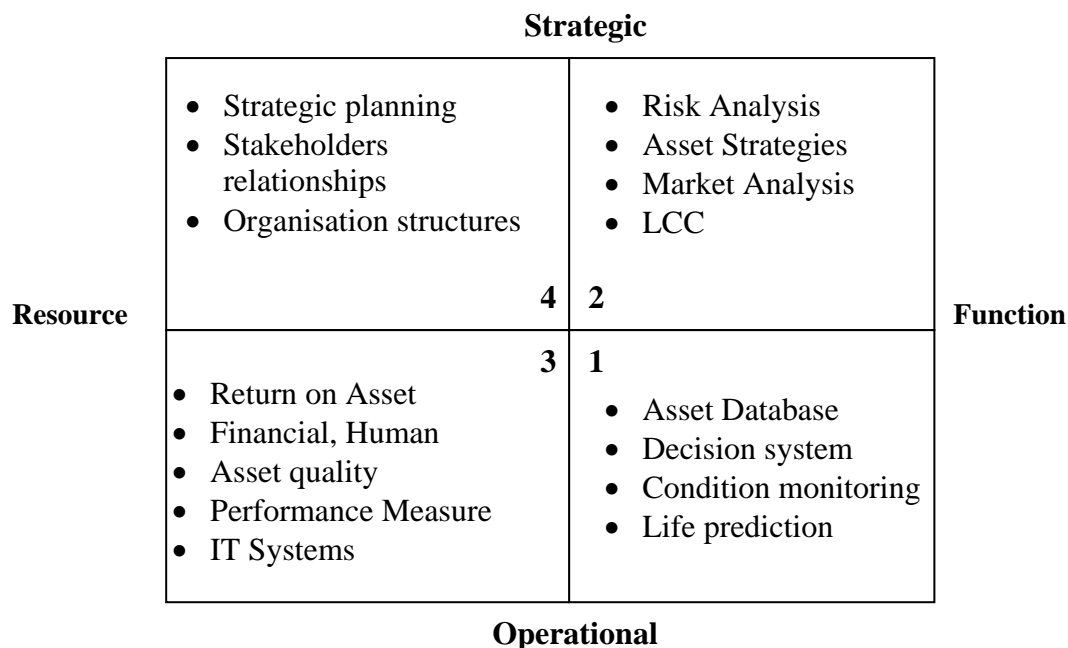 Strategic
• Strategic planning
• Stakeholders
relationships
• Organisation structures
4
• Risk Analysis
• Asset Strategies
• Market Analysis
• LCC
2
Resource
Function
3
• Return on Asset
• Financial, Human
• Asset quality
• Performance Measure
• IT Systems
1
• Asset Database
• Decision system
• Condition monitoring
• Life prediction
Operational